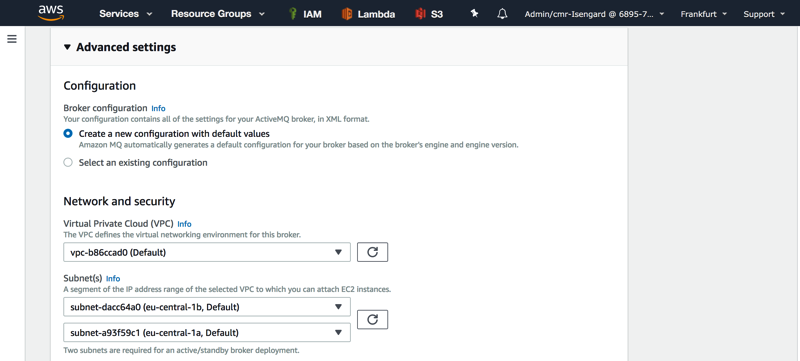 aws Services Resource Groups IAM Lambda S3 Admin/cmr-Isengard @ 6895-7... Frankfurt Support
Advanced settings
Configuration
Broker configuration Info
Your configuration contains all of the settings for your ActiveMQ broker, in XML format.
Create a new configuration with default values
Amazon MQ automatically generates a default configuration for your broker based on the broker's engine and engine version.
Select an existing configuration
Network and security
Virtual Private Cloud (VPC) Info
The VPC defines the virtual networking environment for this broker.
vpc-b86ccad0 (Default)
Subnet(s) Info
A segment of the IP address range of the selected VPC to which you can attach EC2 instances.
subnet-dacc64a0 (eu-central-1b, Default)
subnet-a93f59c1 (eu-central-1a, Default)
Two subnets are required for an active/standby broker deployment.